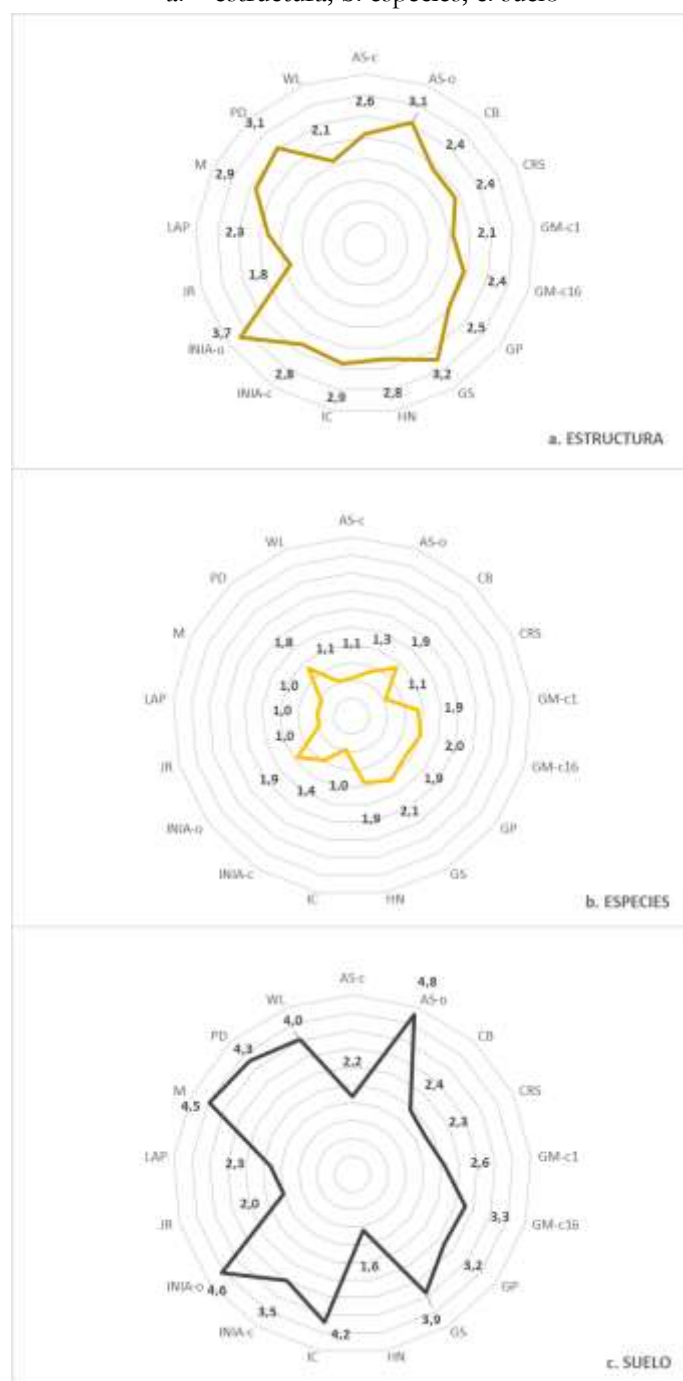 a. estructura, b. especies, c. suelo
AS-c
WL AS-o
PD CB
M CRS
LAP GM-c1
JR GM-c16
INIA-o GP
INIA-c GS
IC HN
2,6 3,1
3,1 2,1 2,4
2,9 2,4
2,3 2,1
1,8 2,4
3,7 2,5
2,8 3,2
2,9 2,8
a. ESTRUCTURA
AS-c
WL AS-o
PD CB
M CRS
LAP GM-c1
JR GM-c16
INIA-o GP
INIA-c GS
IC HN
1,8 1,1 1,1 1,3 1,9
1,0 1,1
1,0 1,9
1,0 2,0
1,9 1,4 1,0 1,9
1,9 2,1
b. ESPECIES
AS-c 4,8
WL AS-o
PD 4,0 CB
4,3 2,2 2,4
M CRS
4,5 2,3
LAP 2,3 2,6 GM-c1
JR 2,0 3,3 GM-c16
INIA-o 4,6 1,6 3,2 GP
INIA-c 3,5 3,9 GS
4,2
IC HN
c. SUELO